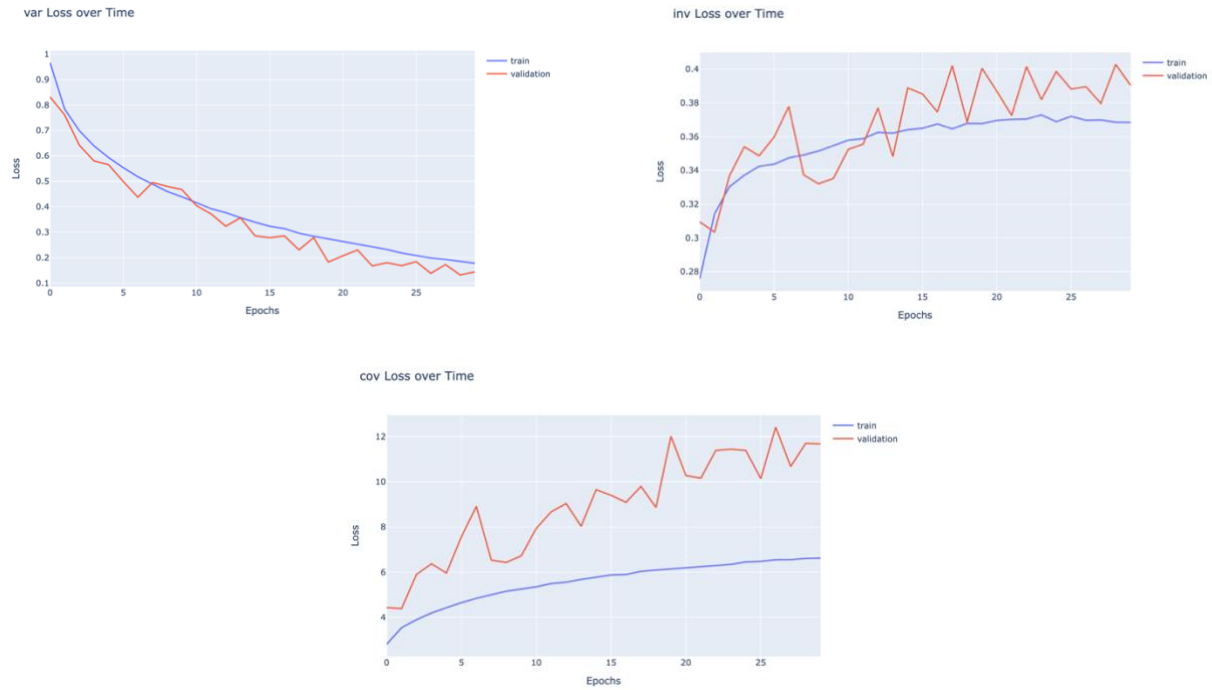 var Loss over Time
train
validation
1
0.9
0.8
0.7
0.6
0.5
0.4
0.3
0.2
0.1
Loss
0 5 10 15 20 25
Epochs
inv Loss over Time
train
validation
0.4
0.38
0.36
0.34
0.32
0.3
0.28
Loss
0 5 10 15 20 25
Epochs
cov Loss over Time
train
validation
12
10
8
6
4
Loss
0 5 10 15 20 25
Epochs